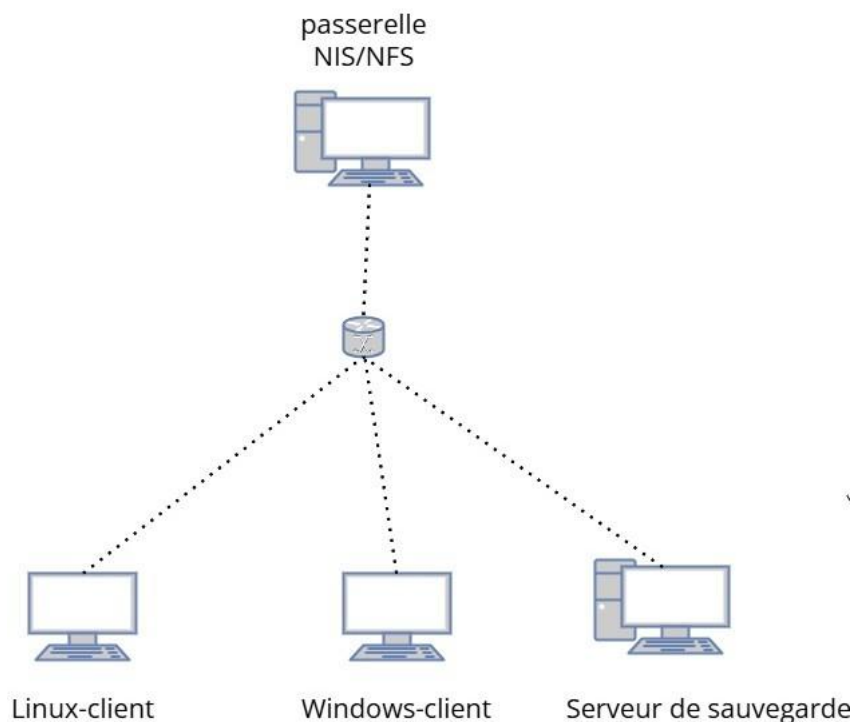 passerelle
NIS/NFS
Linux-client
Windows-client
Serveur de sauvegarde